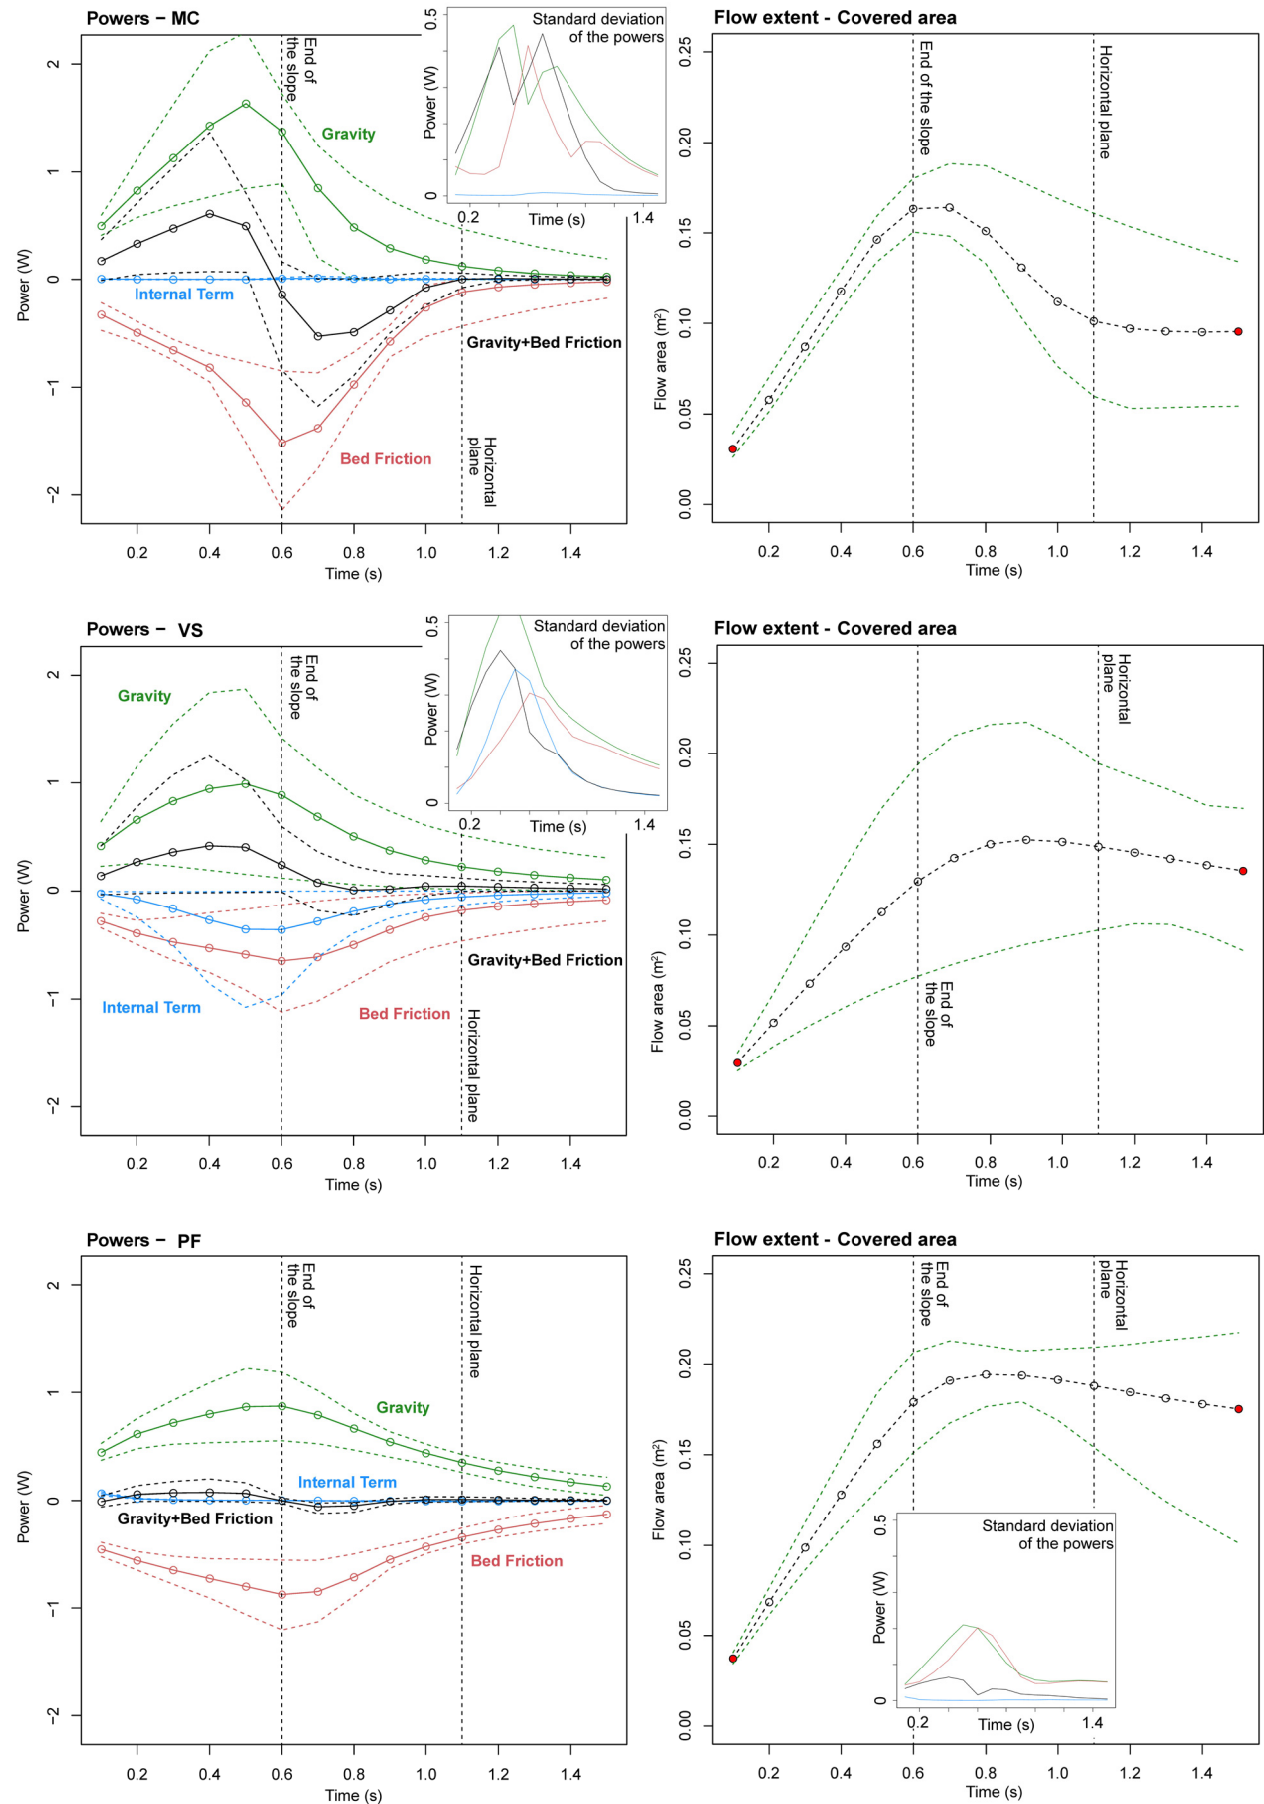 Powers – MC
2
1
0
−1
−2
Power (W)
0.2 0.4 0.6 0.8 1.0 1.2 1.4
Time (s)
End of
the slope
Gravity
Internal Term
Gravity+Bed Friction
Bed Friction
Horizontal
plane
Standard deviation
of the powers
0.5
0
Power (W)
0.2 1.4
Time (s)
Flow extent - Covered area
0.25
0.20
0.15
0.10
0.05
0.00
Flow area (m²)
0.2 0.4 0.6 0.8 1.0 1.2 1.4
Time (s)
End of the slope
Horizontal plane
Powers – VS
2
1
0
−1
−2
Power (W)
0.2 0.4 0.6 0.8 1.0 1.2 1.4
Time (s)
End of
the slope
Gravity
Gravity+Bed Friction
Internal Term
Bed Friction
Horizontal plane
Standard deviation
of the powers
0.5
0
Power (W)
0.2 1.4
Time (s)
Flow extent - Covered area
0.25
0.20
0.15
0.10
0.05
0.00
Flow area (m²)
0.2 0.4 0.6 0.8 1.0 1.2 1.4
Time (s)
Horizontal
plane
End of
the slope
Powers – PF
2
1
0
−1
−2
Power (W)
0.2 0.4 0.6 0.8 1.0 1.2 1.4
Time (s)
End of
the slope
Horizontal plane
Gravity
Internal Term
Gravity+Bed Friction
Bed Friction
Flow extent - Covered area
0.25
0.20
0.15
0.10
0.05
0.00
Flow area (m²)
0.2 0.4 0.6 0.8 1.0 1.2 1.4
Time (s)
End of
the slope
Horizontal
plane
Standard deviation
of the powers
0.5
0
Power (W)
0.2 1.4
Time (s)